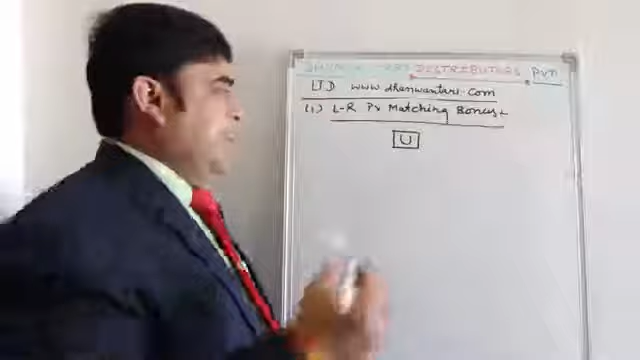 DISTRIBUTORS PVT
LTD www.dhanwantari.com
(1) L-R PV Matching Bonus
U